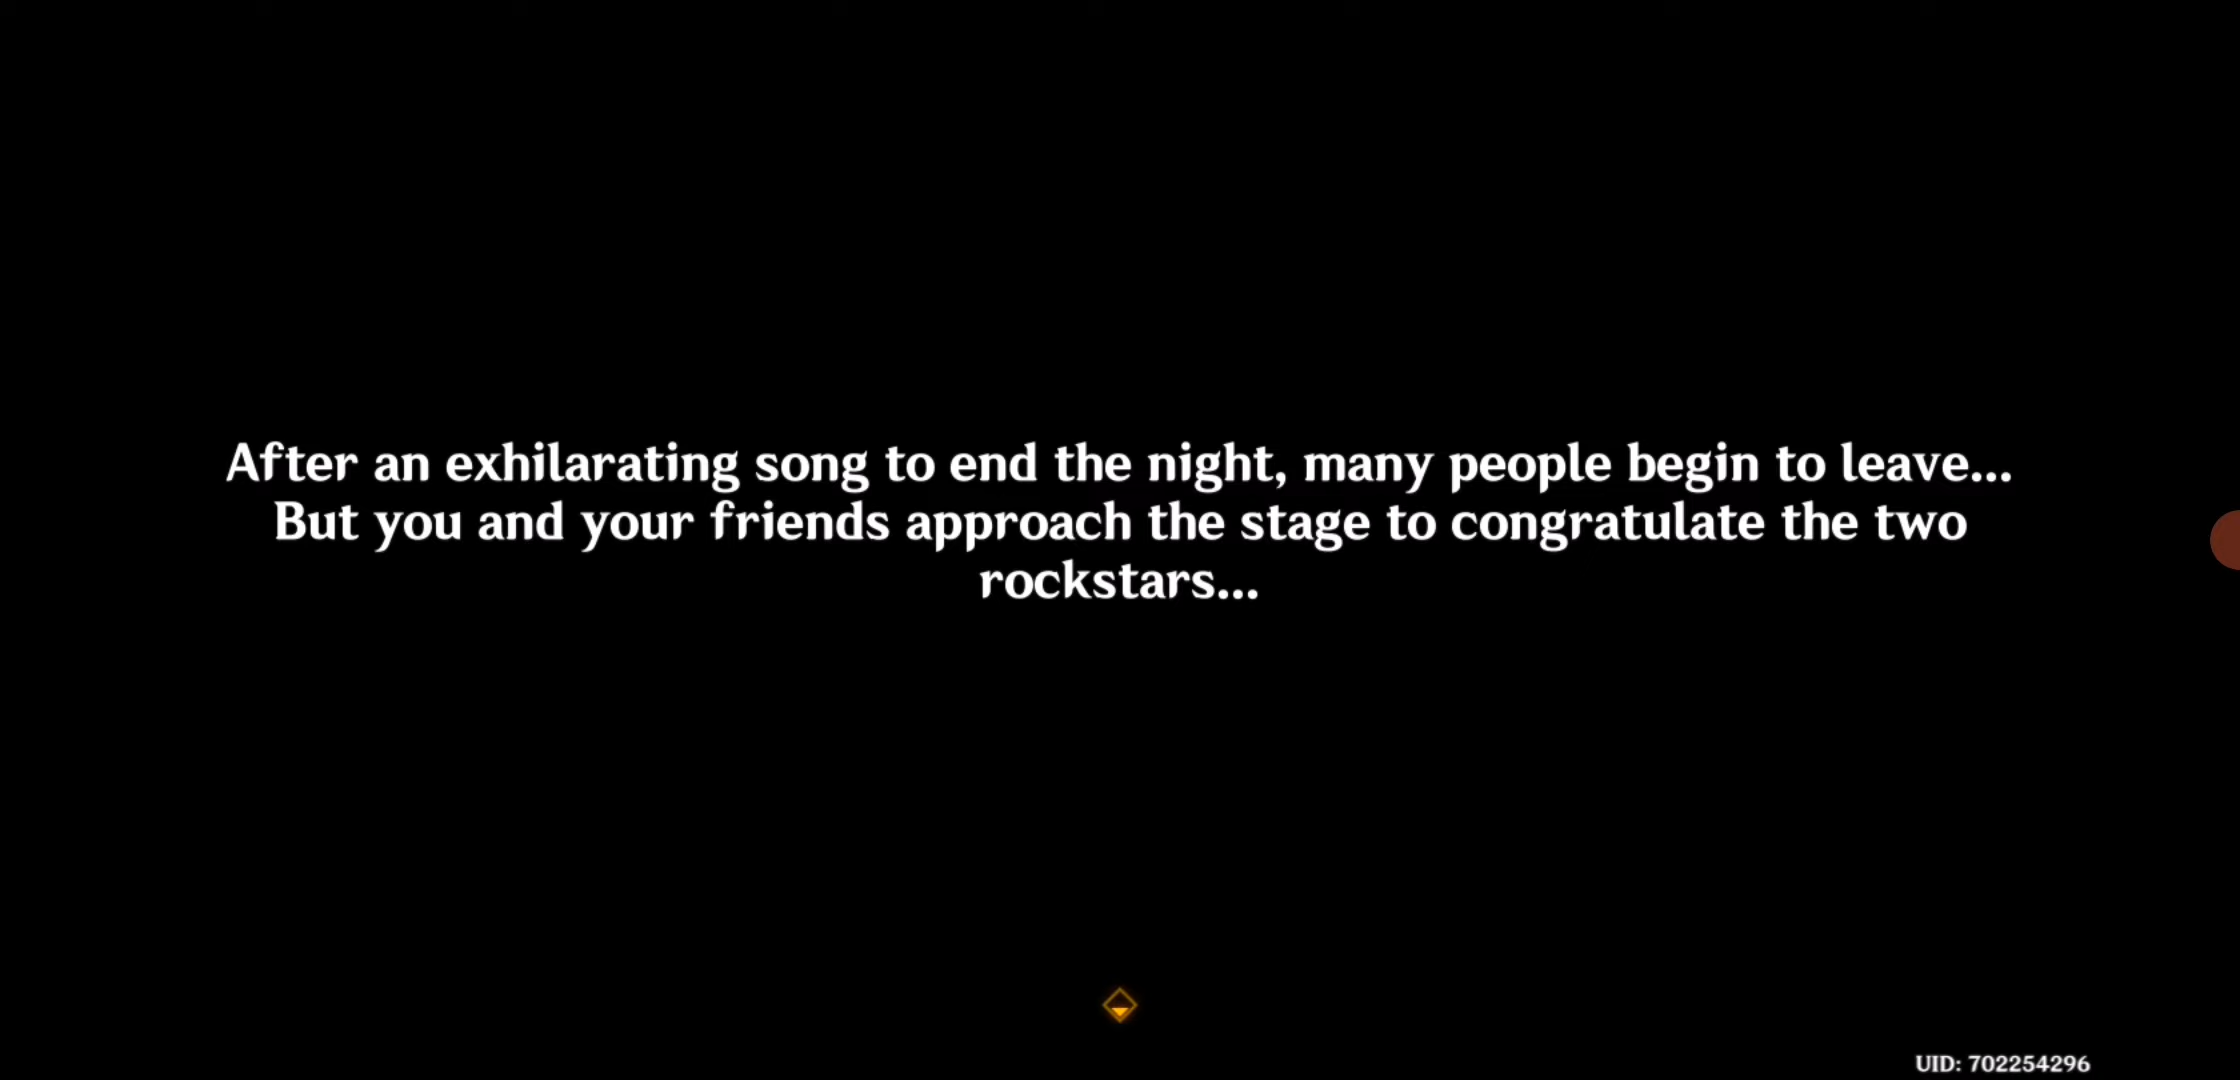 After an exhilarating song to end the night, many people begin to leave...
But you and your friends approach the stage to congratulate the two
rockstars...
UID: 702254296